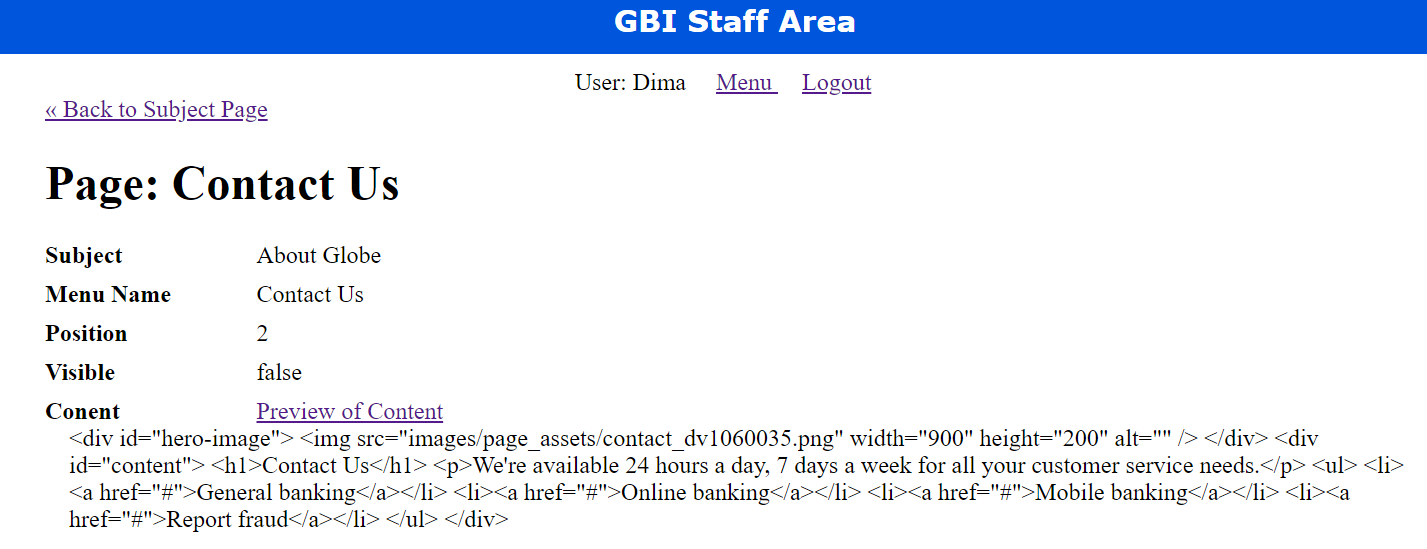 GBI Staff Area
User: Dima Menu Logout
« Back to Subject Page
Page: Contact Us
Subject About Globe
Menu Name Contact Us
Position 2
Visible false
Conent Preview of Content
<div id="hero-image"> <img src="images/page_assets/contact_dv1060035.png" width="900" height="200" alt="" /> </div> <div
id="content"> <h1>Contact Us</h1> <p>We're available 24 hours a day, 7 days a week for all your customer service needs.</p> <ul> <li>
<a href="#">General banking</a></li> <li><a href="#">Online banking</a></li> <li><a href="#">Mobile banking</a></li> <li><a
href="#">Report fraud</a></li> </ul> </div>